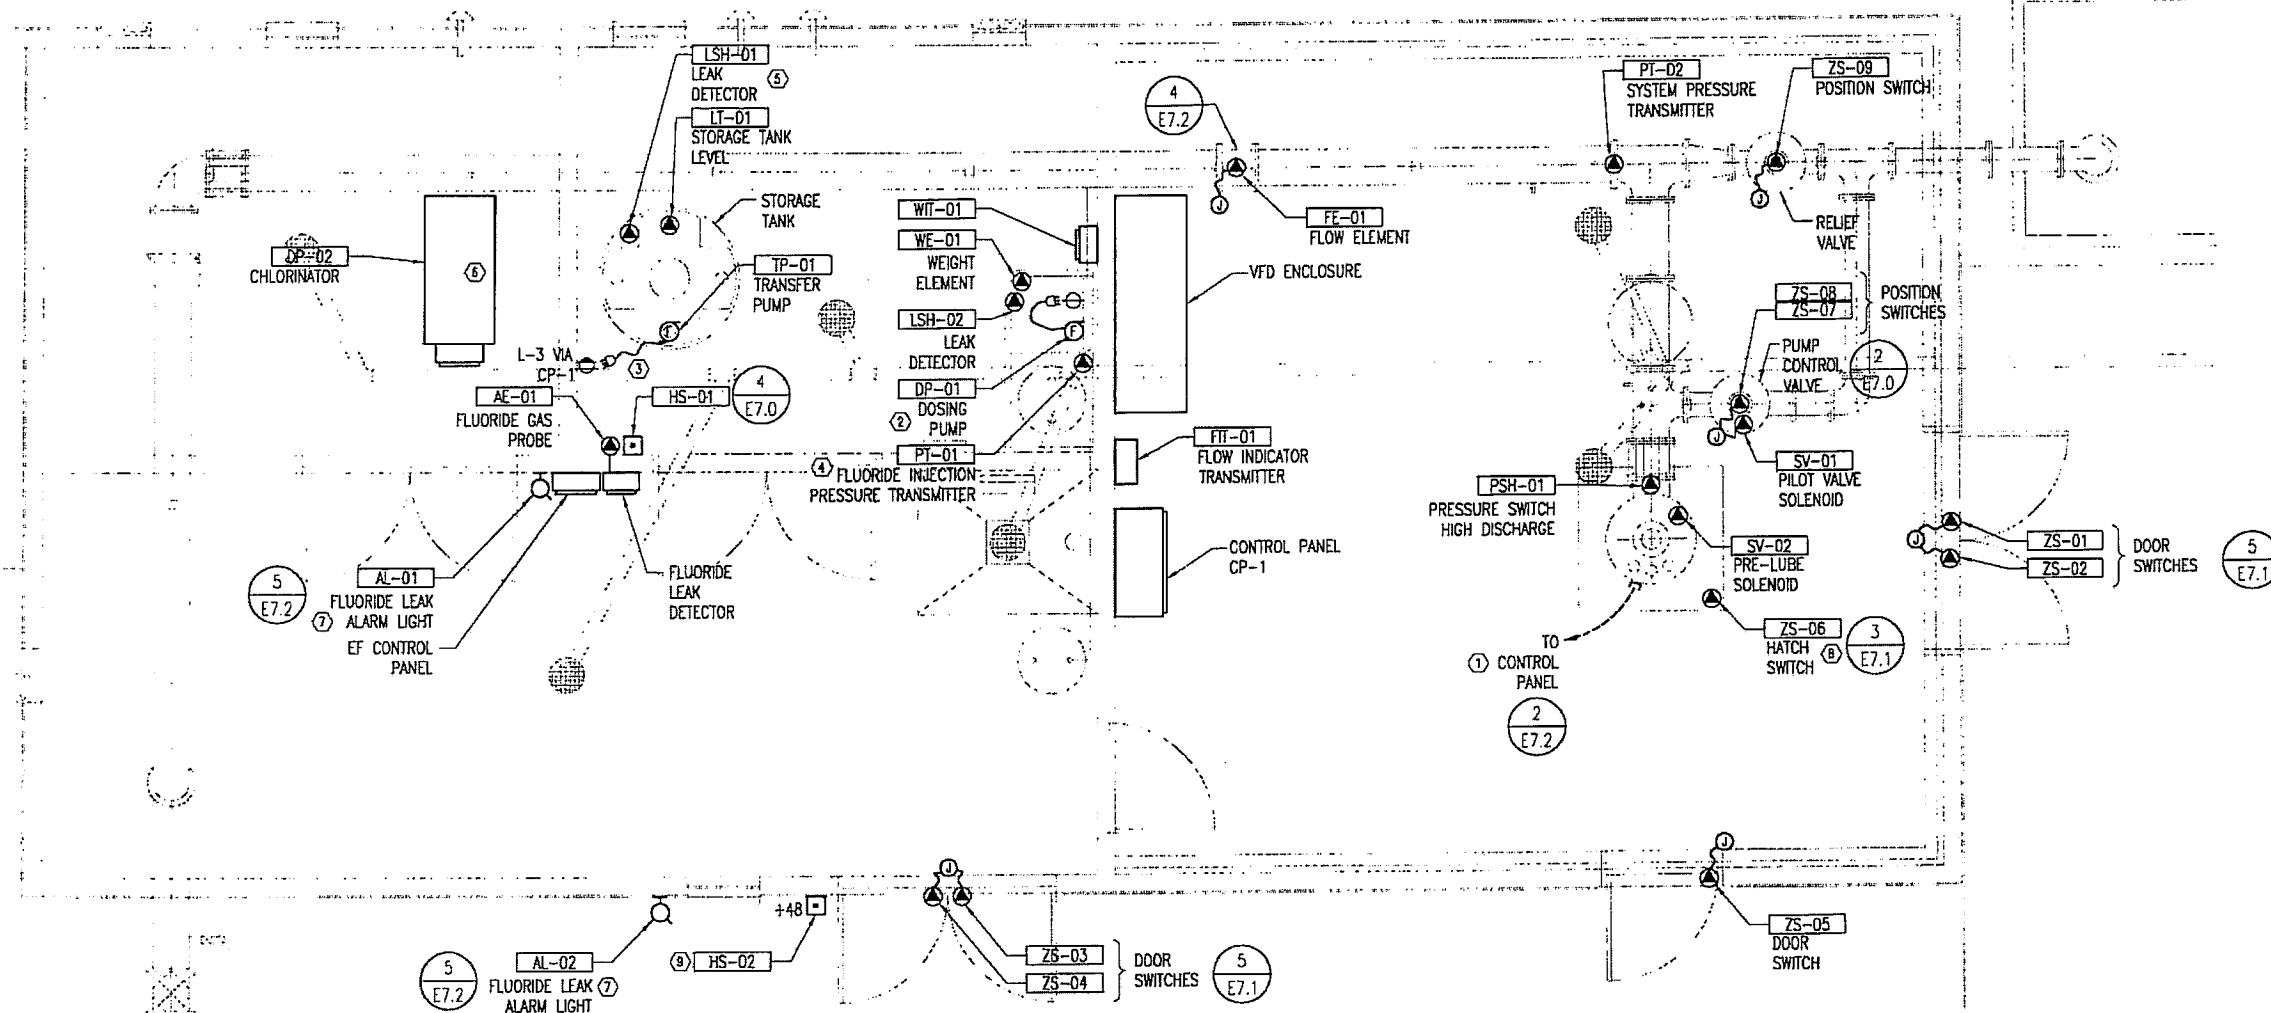 LSH-01
LEAK
DETECTOR
5
LT-01
STORAGE TANK
LEVEL
STORAGE
TANK
DP-02
CHLORINATOR
6
TP-01
TRANSFER
PUMP
L-3 VIA
CP-1
3
AE-01
FLUORIDE GAS
PROBE
HS-01
4
E7.0
WIT-01
WE-01
WEIGHT
ELEMENT
LSH-02
LEAK
DETECTOR
F
DP-01
2 DOSING
PUMP
PT-01
4 FLUORIDE INJECTION
PRESSURE TRANSMITTER
4
E7.2
J
FE-01
FLOW ELEMENT
VFD ENCLOSURE
FIT-01
FLOW INDICATOR
TRANSMITTER
CONTROL PANEL
CP-1
PT-02
SYSTEM PRESSURE
TRANSMITTER
ZS-09
POSITION SWITCH
J
RELIEF
VALVE
ZS-08
ZS-07
POSITION
SWITCHES
PUMP
CONTROL
VALVE
2
E7.0
J
SV-01
PILOT VALVE
SOLENOID
PSH-01
PRESSURE SWITCH
HIGH DISCHARGE
SV-02
PRE-LUBE
SOLENOID
J
ZS-01
ZS-02
DOOR
SWITCHES
5
E7.1
ZS-06
HATCH
SWITCH 8
3
E7.1
TO
1 CONTROL
PANEL
2
E7.2
5
E7.2
AL-01
FLUORIDE LEAK
7 ALARM LIGHT
EF CONTROL
PANEL
FLUORIDE
LEAK
DETECTOR
5
E7.2
AL-02
FLUORIDE LEAK 7
ALARM LIGHT
+48
9 HS-02
J
ZS-03
ZS-04
DOOR
SWITCHES
5
E7.1
J
ZS-05
DOOR
SWITCH